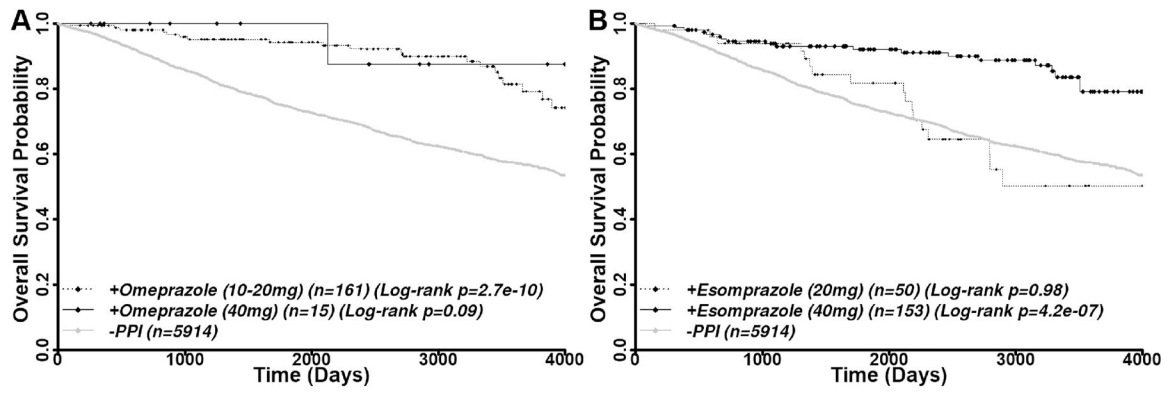 A
Overall Survival Probability
1.0
0.8
0.6
0.4
0.2
0.0
+Omeprazole (10-20mg) (n=161) (Log-rank p=2.7e-10)
+Omeprazole (40mg) (n=15) (Log-rank p=0.09)
-PPI (n=5914)
0 1000 2000 3000 4000
Time (Days)
B
Overall Survival Probability
1.0
0.8
0.6
0.4
0.2
0.0
+Esomprazole (20mg) (n=50) (Log-rank p=0.98)
+Esomprazole (40mg) (n=153) (Log-rank p=4.2e-07)
-PPI (n=5914)
0 1000 2000 3000 4000
Time (Days)